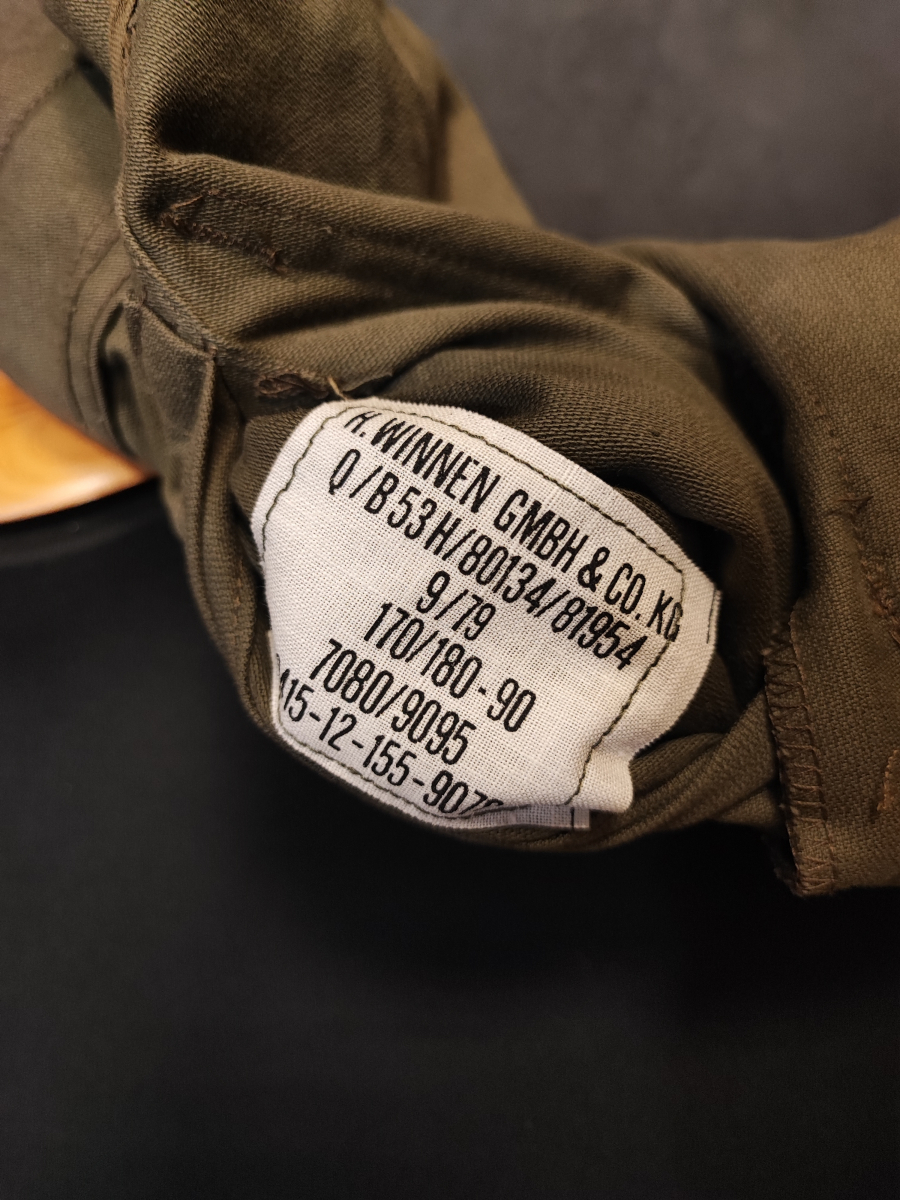 H. WINNEN GMBH & CO. KG
Q/B53H/80134/81954
9/79
170/180-90
7080/9095
415-12-155-907